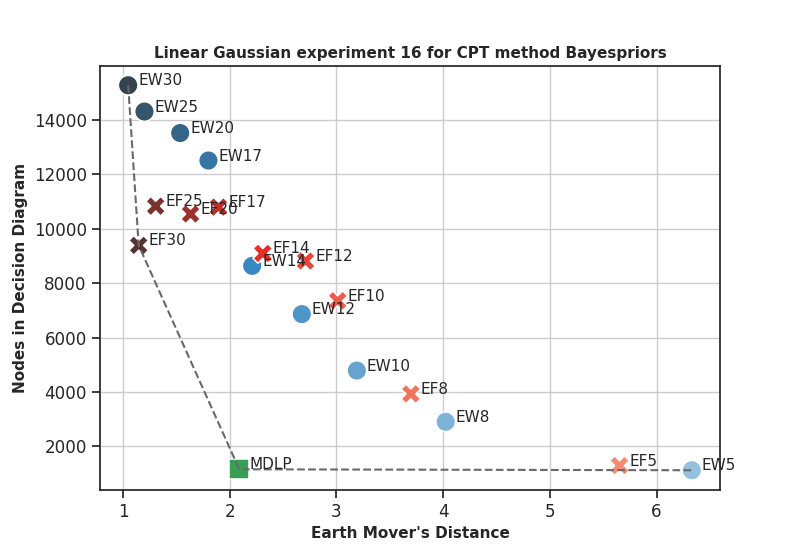 Linear Gaussian experiment 16 for CPT method Bayespriors
EW30
EW25
EW20
EW17
EF25
EF20
EF17
EF30
EF14
EW14
EF12
EF10
EW12
EW10
EF8
EW8
MDLP
EF5
EW5
14000
12000
10000
8000
6000
4000
2000
Nodes in Decision Diagram
1
2
3
4
5
6
Earth Mover's Distance